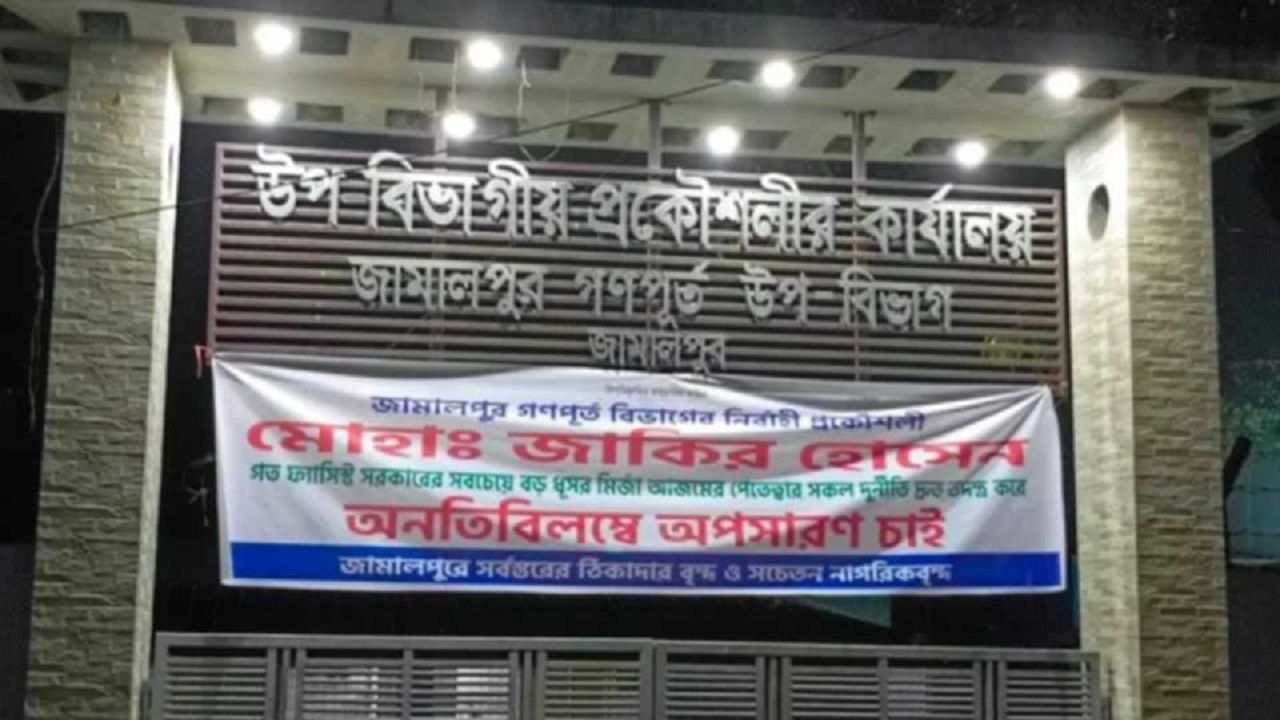 উপ-বিভাগীয় প্রকৌশলীর কার্যালয়
জামালপুর গণপূর্ত উপ-বিভাগ
জামালপুর
জামালপুর গণপূর্ত বিভাগের নির্বাহী প্রকৌশলী
মোহাঃ জাকির হোসেন
গত ফ্যাসিস্ট সরকারের সবচেয়ে বড় ধূসর মির্জা আজমের পেতেত্বার সকল দুর্নীতি দ্রুত তদন্ত করে
অনতিবিলম্বে অপসারণ চাই
জামালপুরে সর্বস্তরের ঠিকাদার বৃন্দ ও সচেতন নাগরিকবৃন্দ